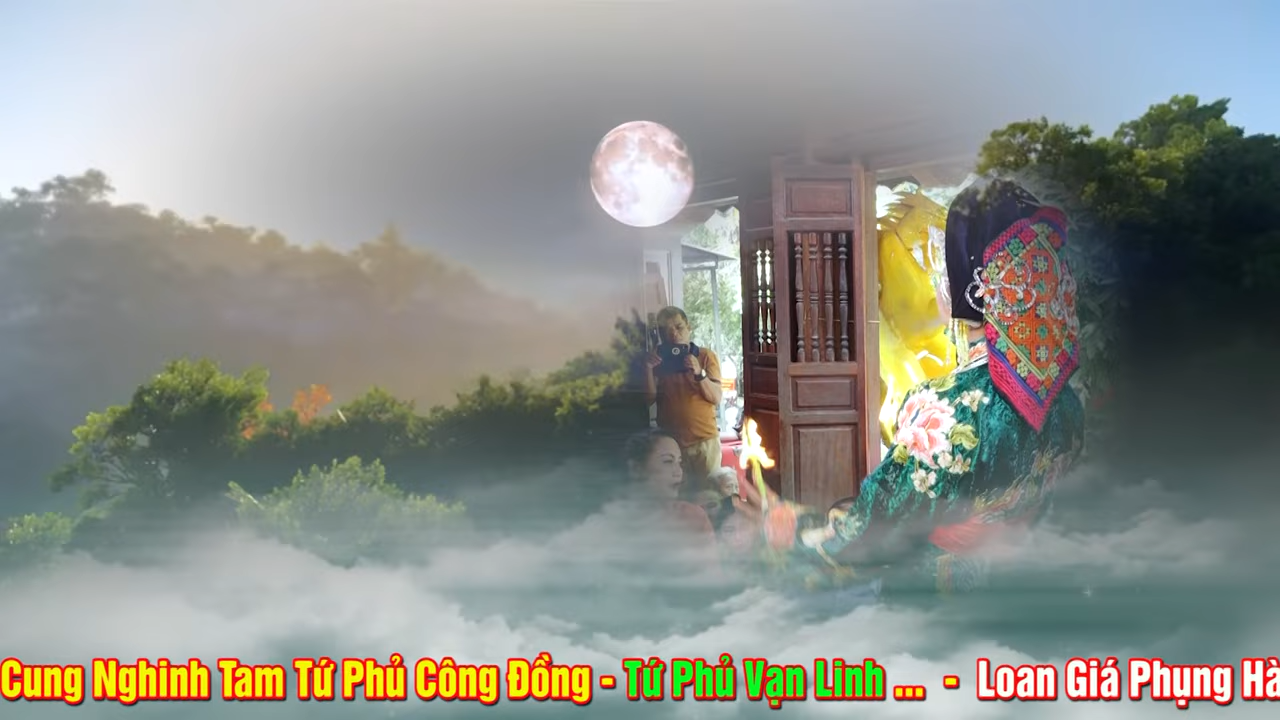 Cung Nghinh Tam Tứ Phủ Công Đồng - Tứ Phủ Vạn Linh ... - Loan Giá Phụng Hà